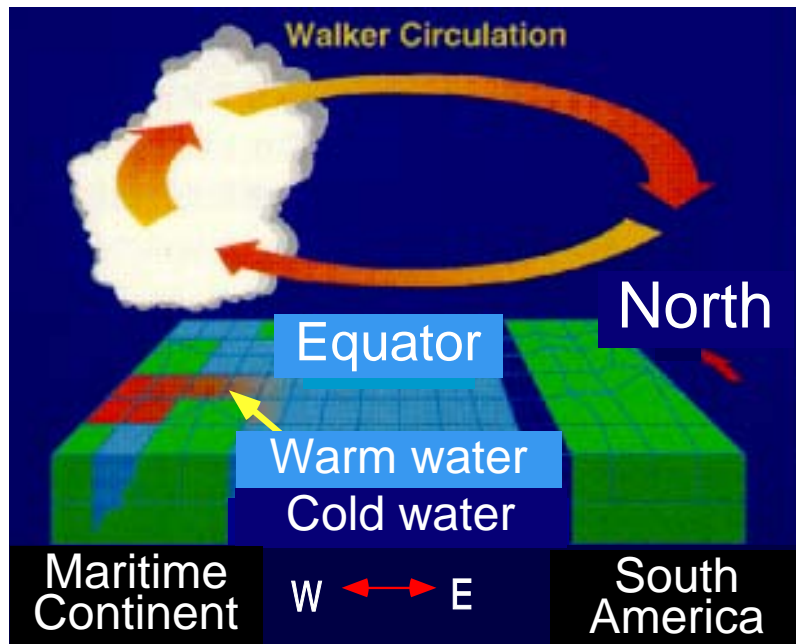 Walker Circulation
North
Equator
Warm water
Cold water
Maritime
Continent
W
E
South
America